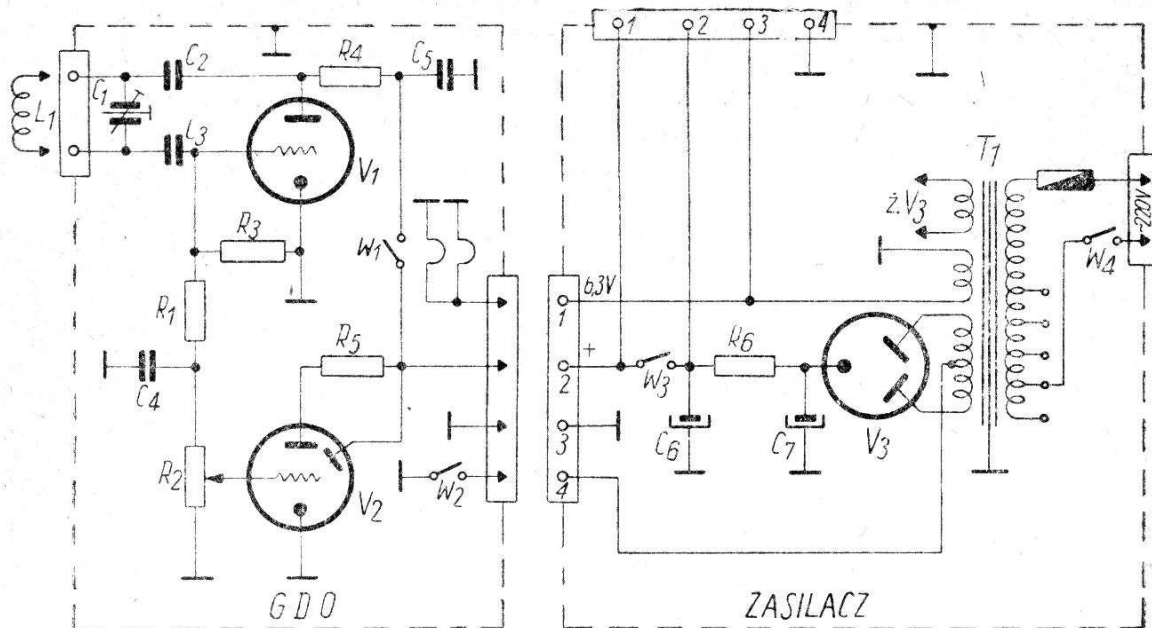 1 2 3 4
C2
R4
C5
L1
C1
C3
V1
T1
~220V
ż.V3
R3
W1
W4
6,3V
1
R1
R5
+
R6
2
W3
C4
C6
C7
V3
3
R2
V2
W2
4
GDO
ZASILACZ